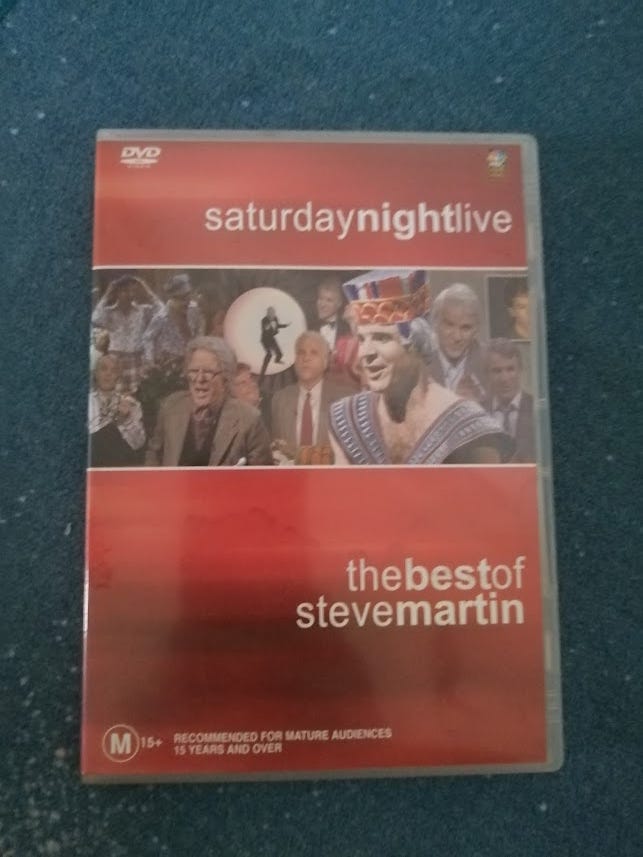 DVD
saturdaynightlive
thebestof
stevemartin
M 15+ RECOMMENDED FOR MATURE AUDIENCES
15 YEARS AND OVER